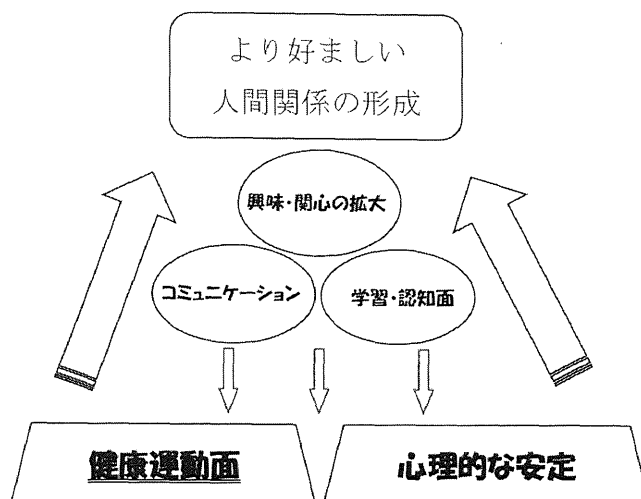 より好ましい
人間関係の形成
興味・関心の拡大
コミュニケーション
学習・認知面
健康運動面
心理的な安定